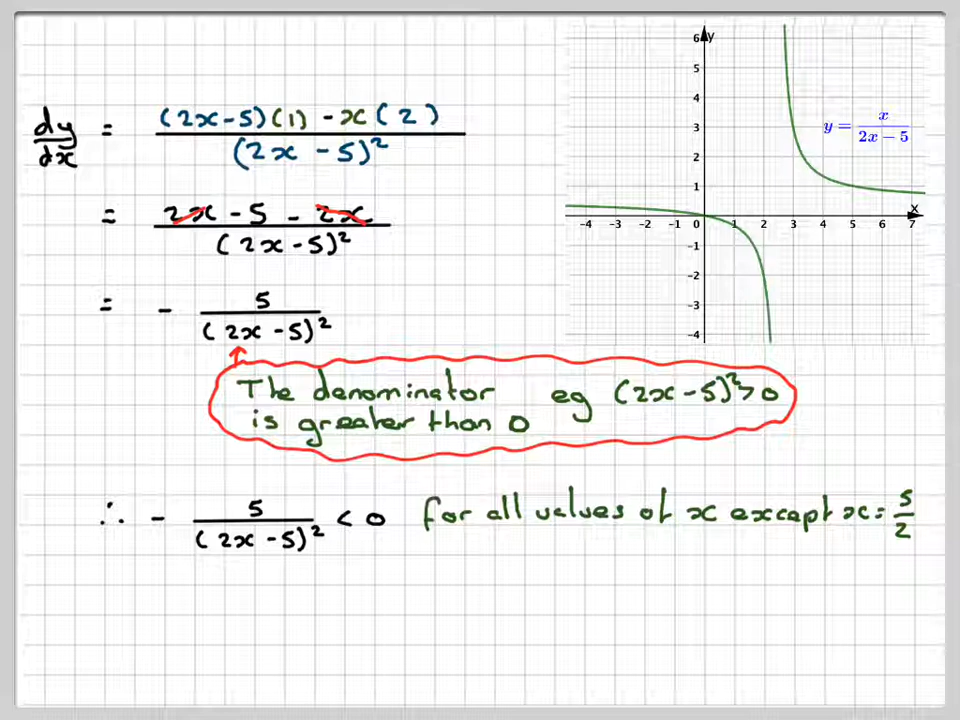 dy/dx = (2x-5)(1) - x(2) / (2x-5)²
= 2x - 5 - 2x / (2x-5)²
= - 5 / (2x-5)²
The denominator eg (2x-5)²>0
is greater than 0
∴ - 5 / (2x-5)² < 0 for all values of x except x = 5/2
y
6
5
4
3
2
1
y = x / 2x - 5
x
-4 -3 -2 -1 0 1 2 3 4 5 6 7
-1
-2
-3
-4